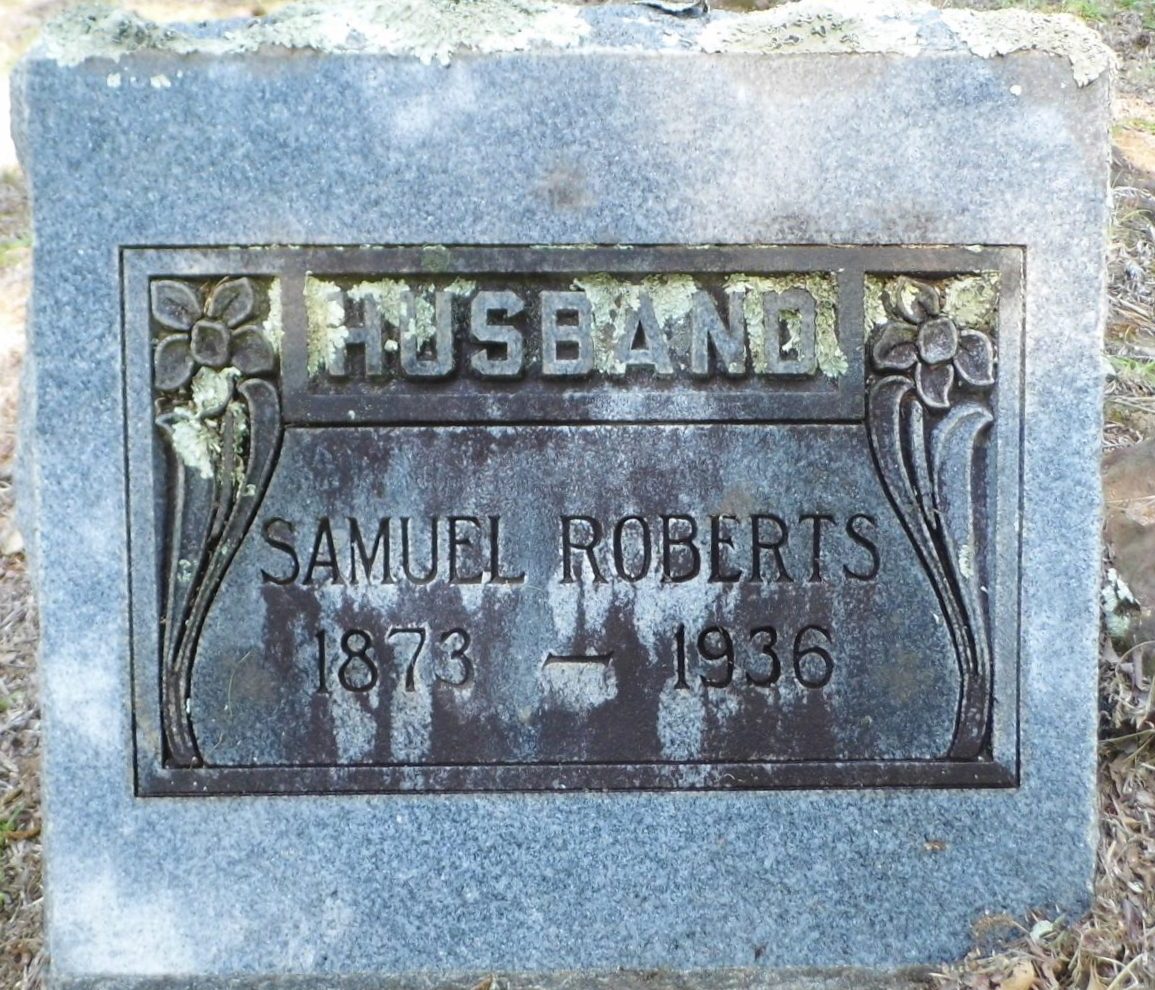 HUSBAND
SAMUEL ROBERTS
1873 – 1936